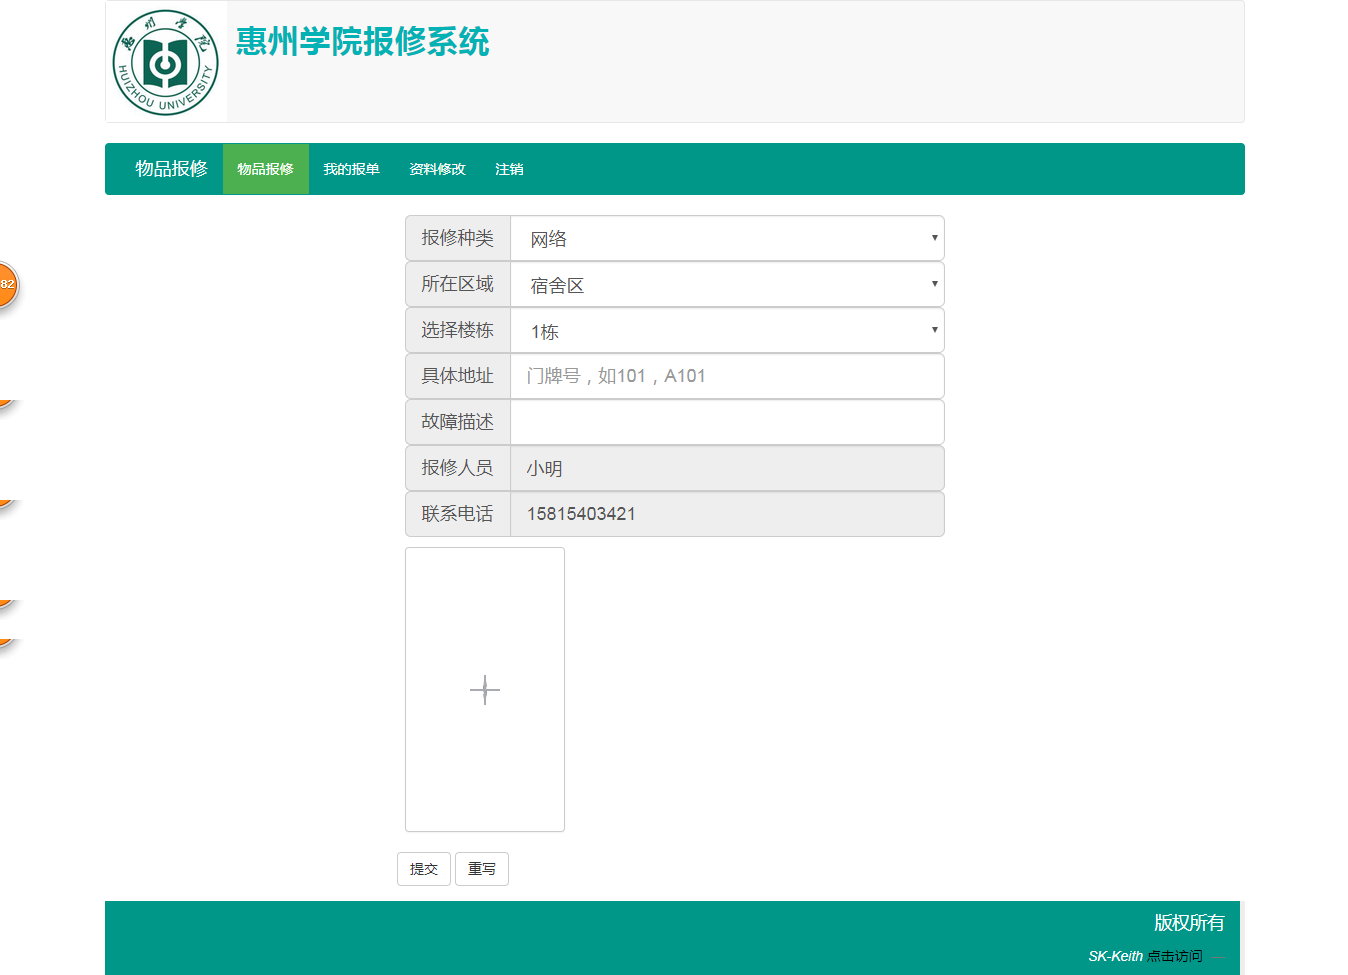 惠州学院
HUIZHOU UNIVERSITY
惠州学院报修系统
物品报修 物品报修 我的报单 资料修改 注销
报修种类 网络
所在区域 宿舍区
82
选择楼栋 1栋
具体地址 门牌号，如101，A101
故障描述
报修人员 小明
联系电话 15815403421
提交 重写
版权所有
SK-Keith 点击访问